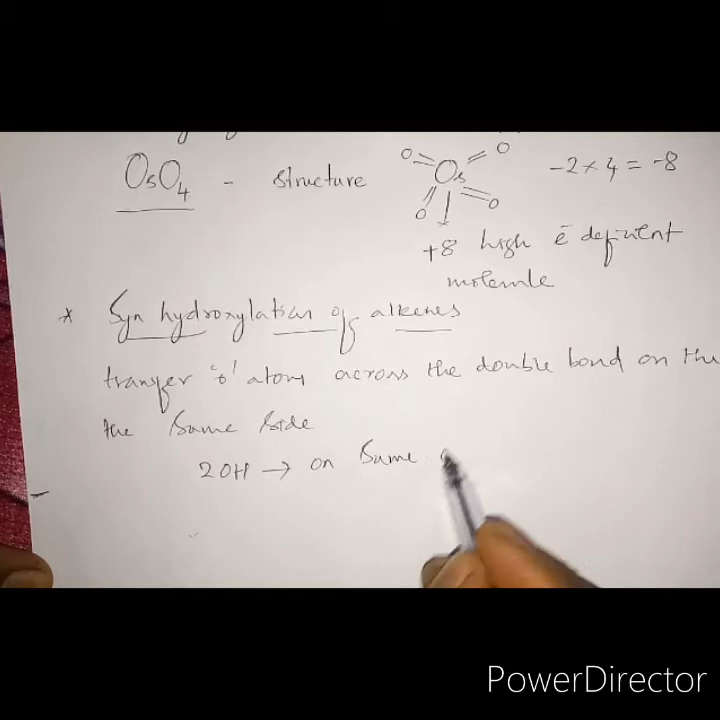 OsO4 - structure O Os O -2 x 4 = -8
O O
+8 high e̅ deficient
molecule
* Syn hydroxylation of alkenes
transfer 'o' atoms across the double bond on the
the same side
2OH → on same
PowerDirector